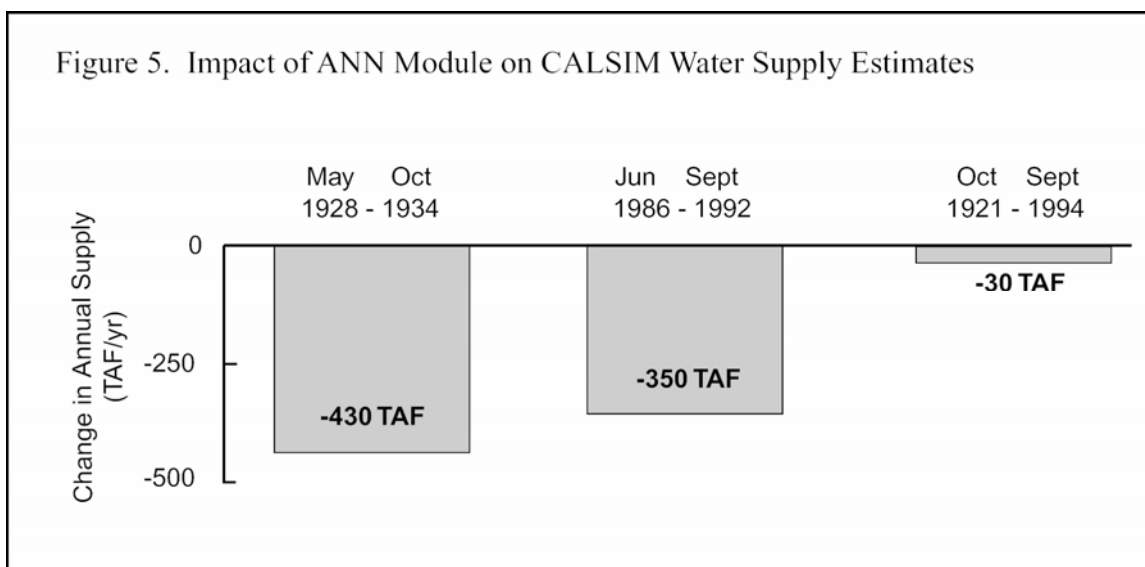 Figure 5. Impact of ANN Module on CALSIM Water Supply Estimates
May Oct
1928 - 1934
Jun Sept
1986 - 1992
Oct Sept
1921 - 1994
Change in Annual Supply
(TAF/yr)
0
-250
-500
-430 TAF
-350 TAF
-30 TAF